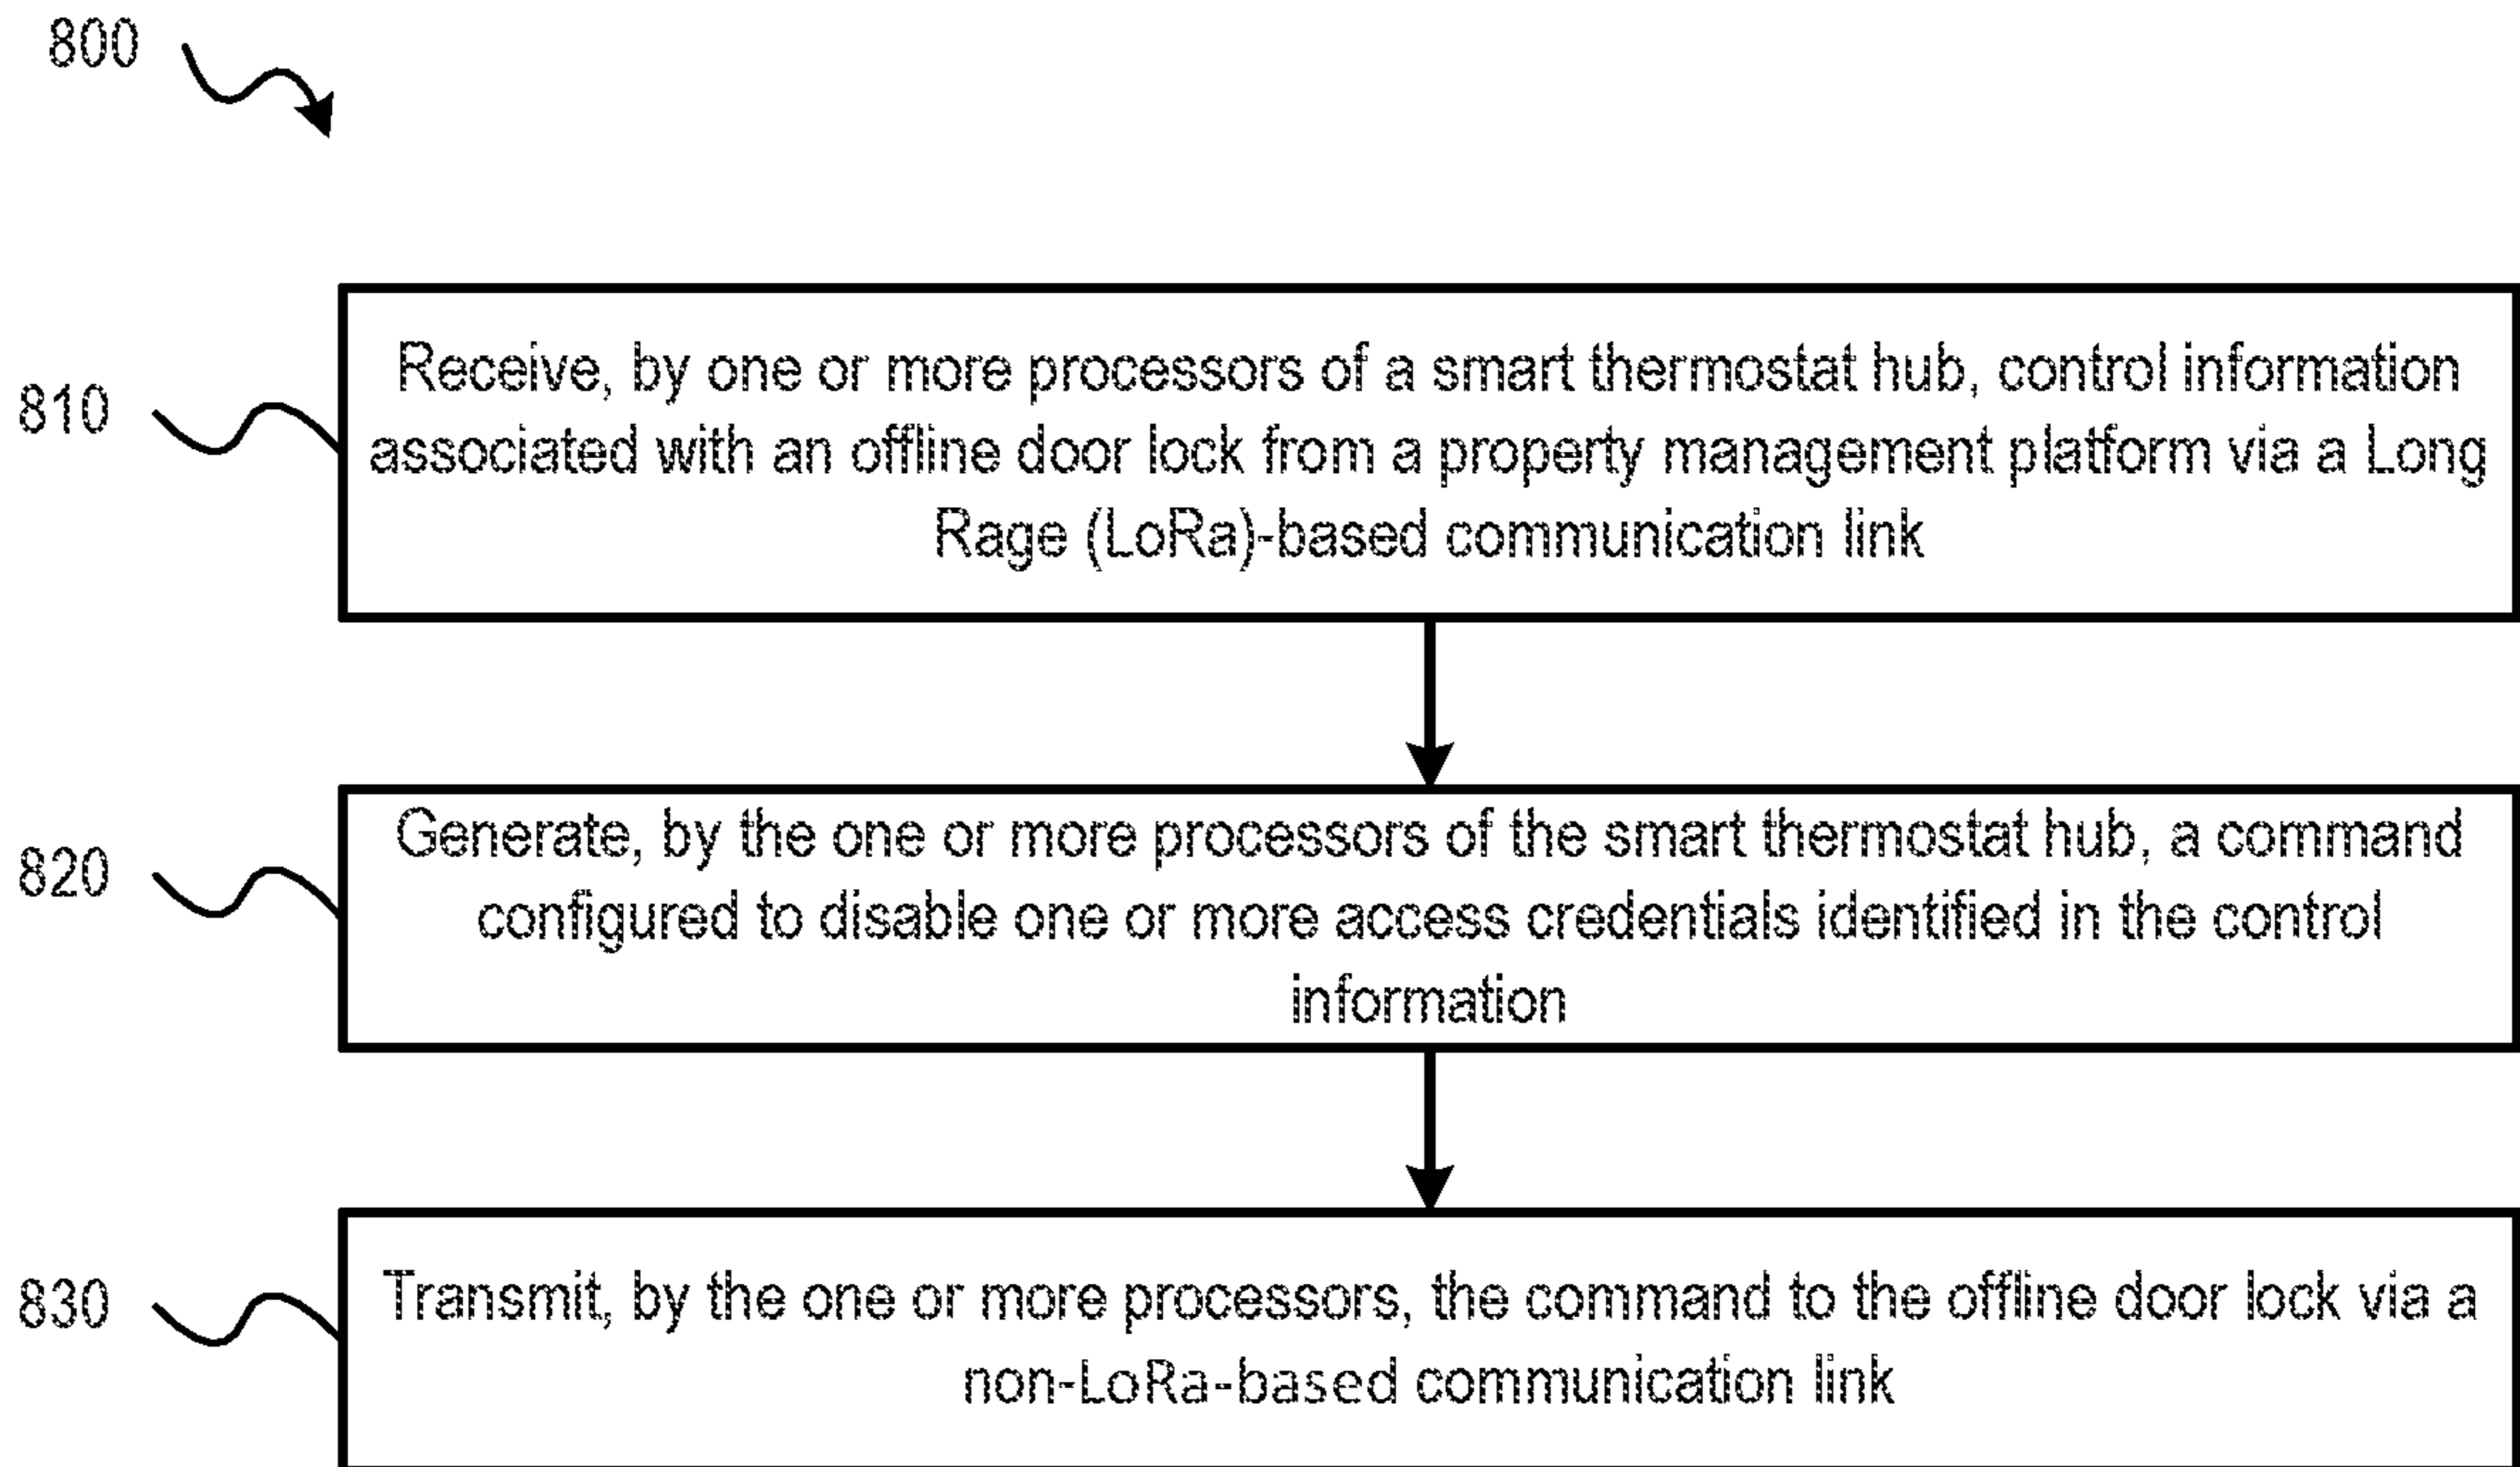 800
810
Receive, by one or more processors of a smart thermostat hub, control information
associated with an offline door lock from a property management platform via a Long
Rage (LoRa)-based communication link
820
Generate, by the one or more processors of the smart thermostat hub, a command
configured to disable one or more access credentials identified in the control
information
830
Transmit, by the one or more processors, the command to the offline door lock via a
non-LoRa-based communication link